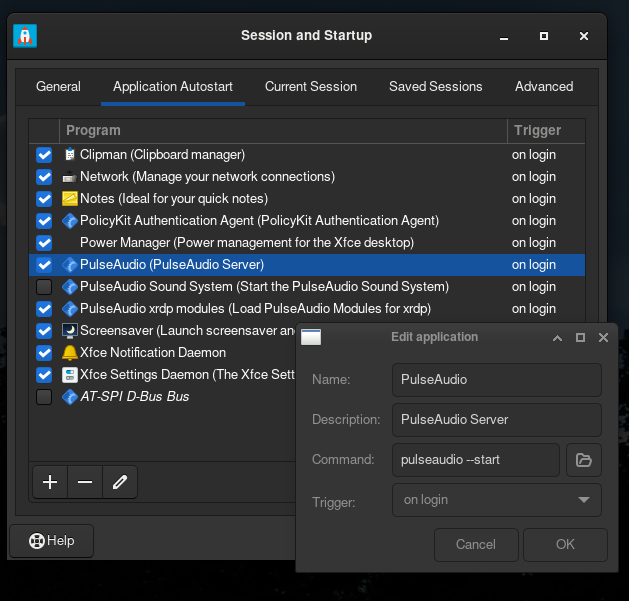 Session and Startup
General Application Autostart Current Session Saved Sessions Advanced
Program Trigger
Clipman (Clipboard manager) on login
Network (Manage your network connections) on login
Notes (Ideal for your quick notes) on login
PolicyKit Authentication Agent (PolicyKit Authentication Agent) on login
Power Manager (Power management for the Xfce desktop) on login
PulseAudio (PulseAudio Server) on login
PulseAudio Sound System (Start the PulseAudio Sound System) on login
PulseAudio xrdp modules (Load PulseAudio Modules for xrdp) on login
Screensaver (Launch screensaver an
Xfce Notification Daemon
Xfce Settings Daemon (The Xfce Sett
AT-SPI D-Bus Bus
Help
Edit application
Name: PulseAudio
Description: PulseAudio Server
Command: pulseaudio --start
Trigger: on login
Cancel OK